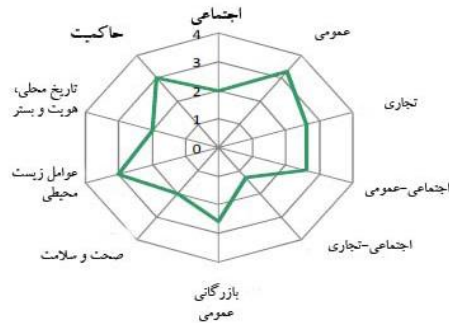 اجتماعی
عمومی
تجاری
اجتماعی-عمومی
اجتماعی-تجاری
بازرگانی
عمومی
صحت و سلامت
عوامل زیست
محیطی
تاریخ محلی،
هویت و بستر
حاکمیت
4
3
2
1
0